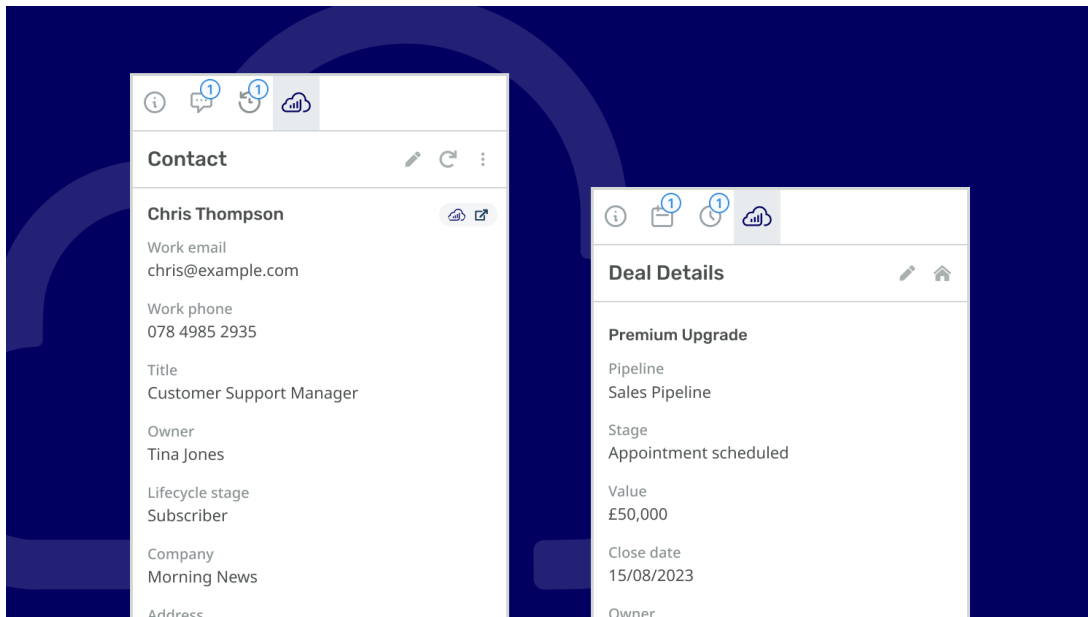 1
1
Contact
Chris Thompson
Work email
chris@example.com
Work phone
078 4985 2935
Title
Customer Support Manager
Owner
Tina Jones
Lifecycle stage
Subscriber
Company
Morning News
Address
1
1
Deal Details
Premium Upgrade
Pipeline
Sales Pipeline
Stage
Appointment scheduled
Value
£50,000
Close date
15/08/2023
Owner